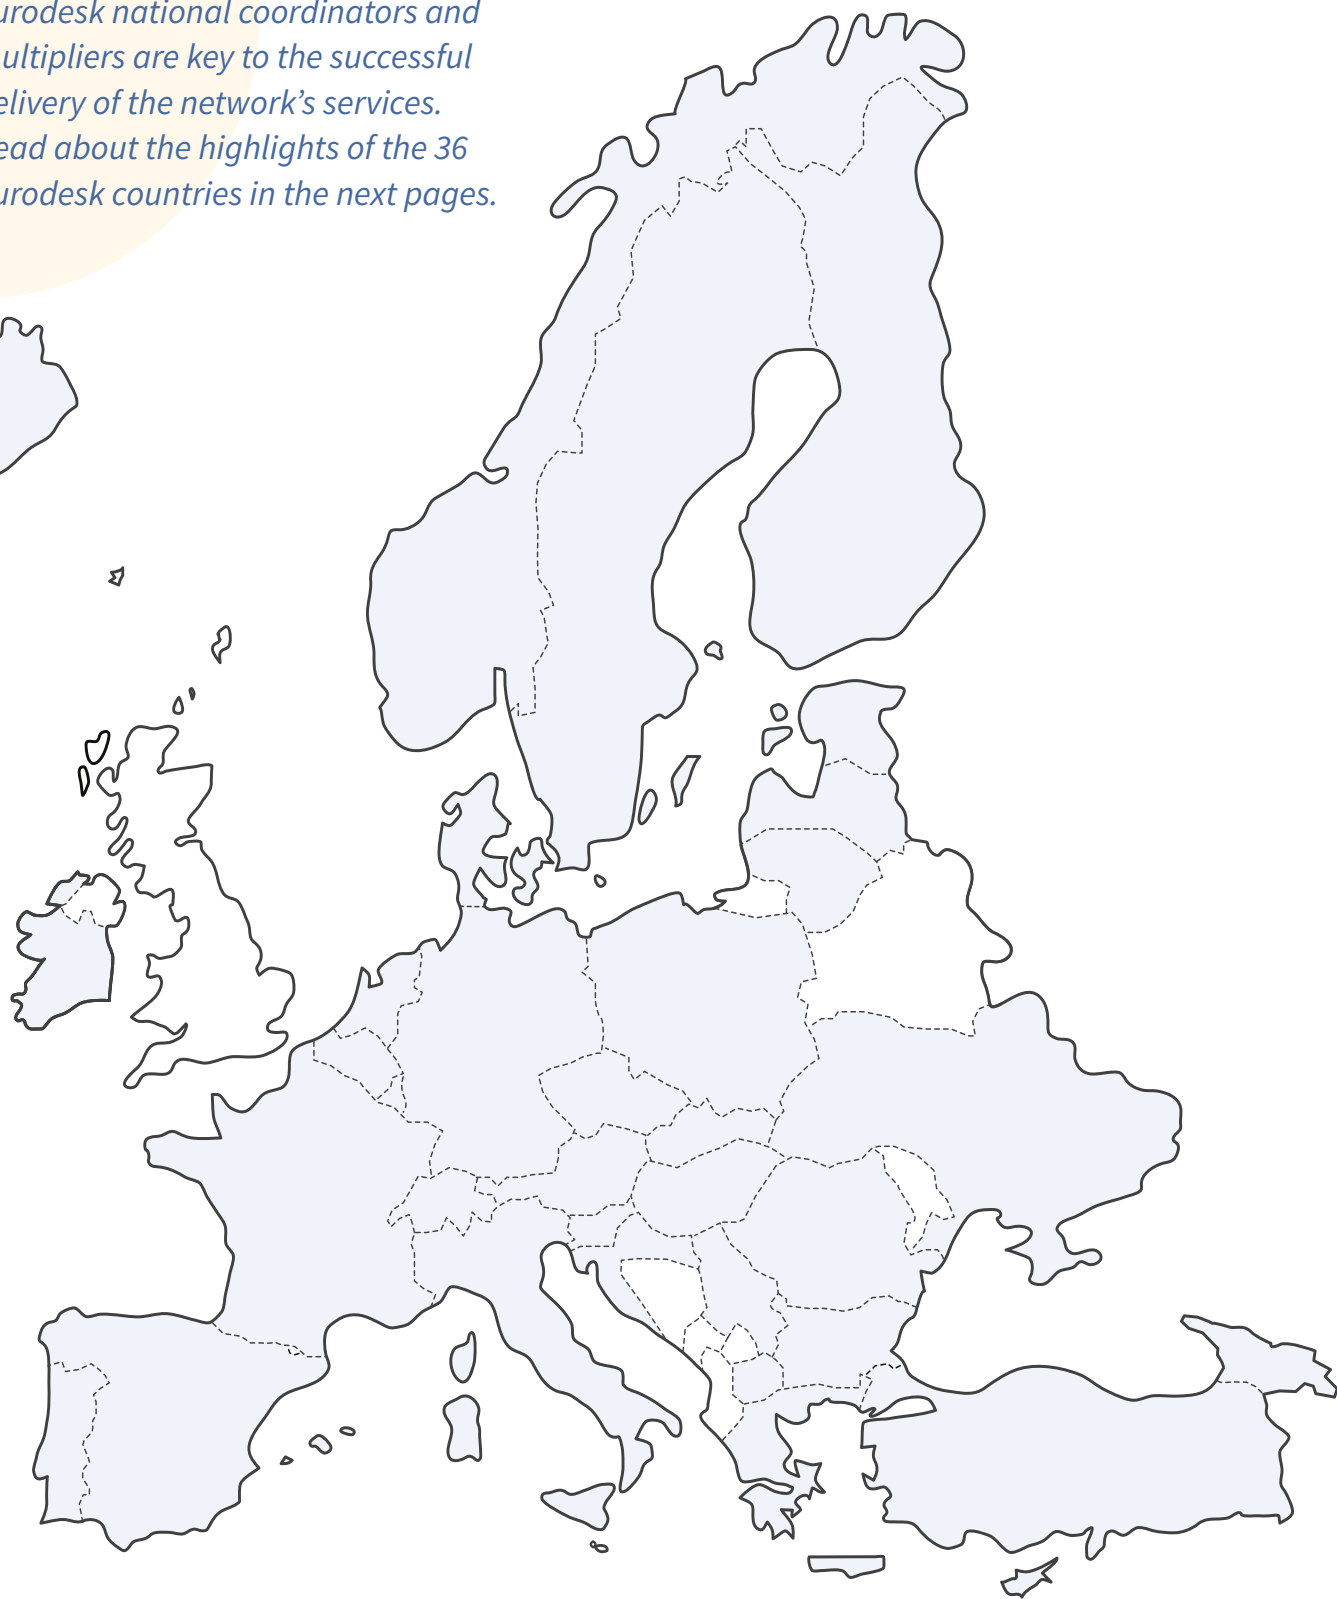 urodesk national coordinators and
ultipliers are key to the successful
elivery of the network's services.
ead about the highlights of the 36
urodesk countries in the next pages.